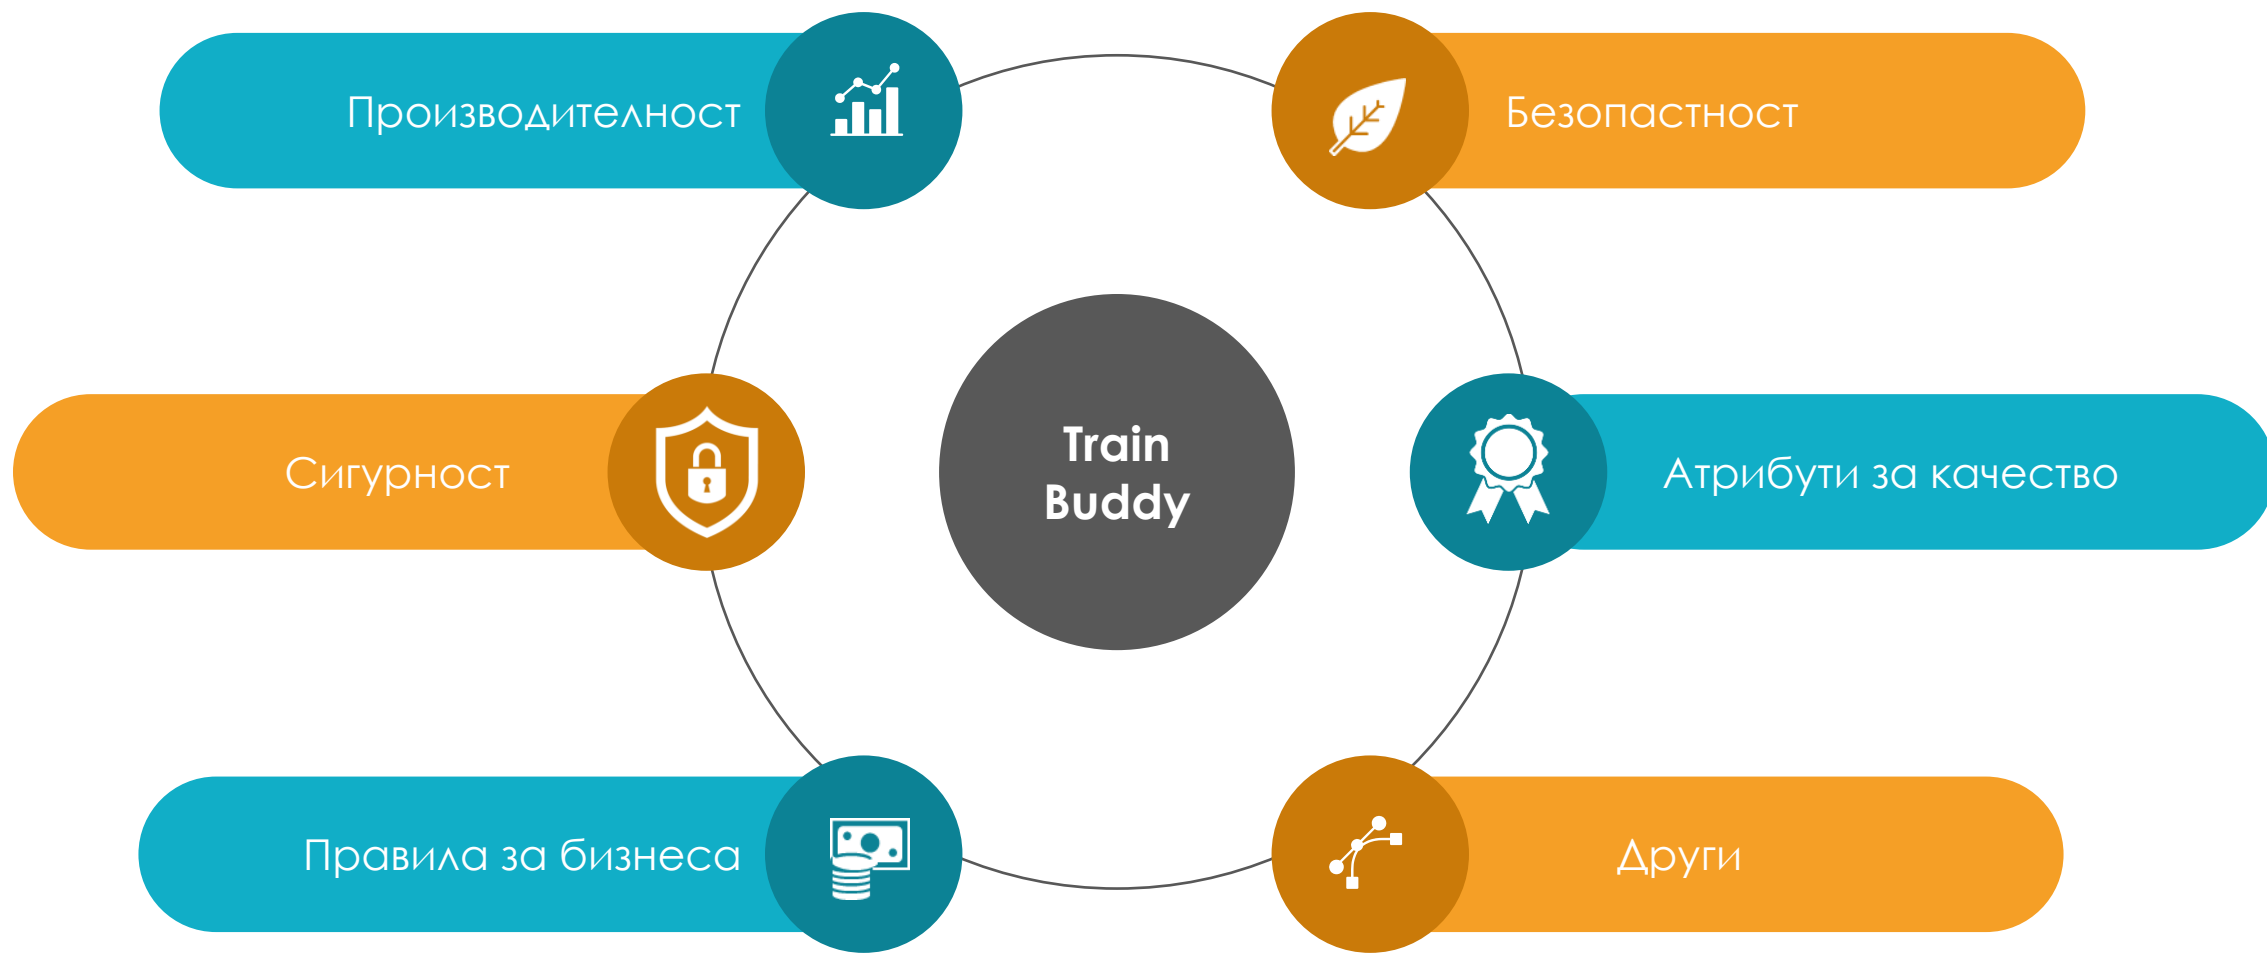 Производителност
Безопастност
Сигурност
Train
Buddy
Атрибути за качество
Правила за бизнеса
Други